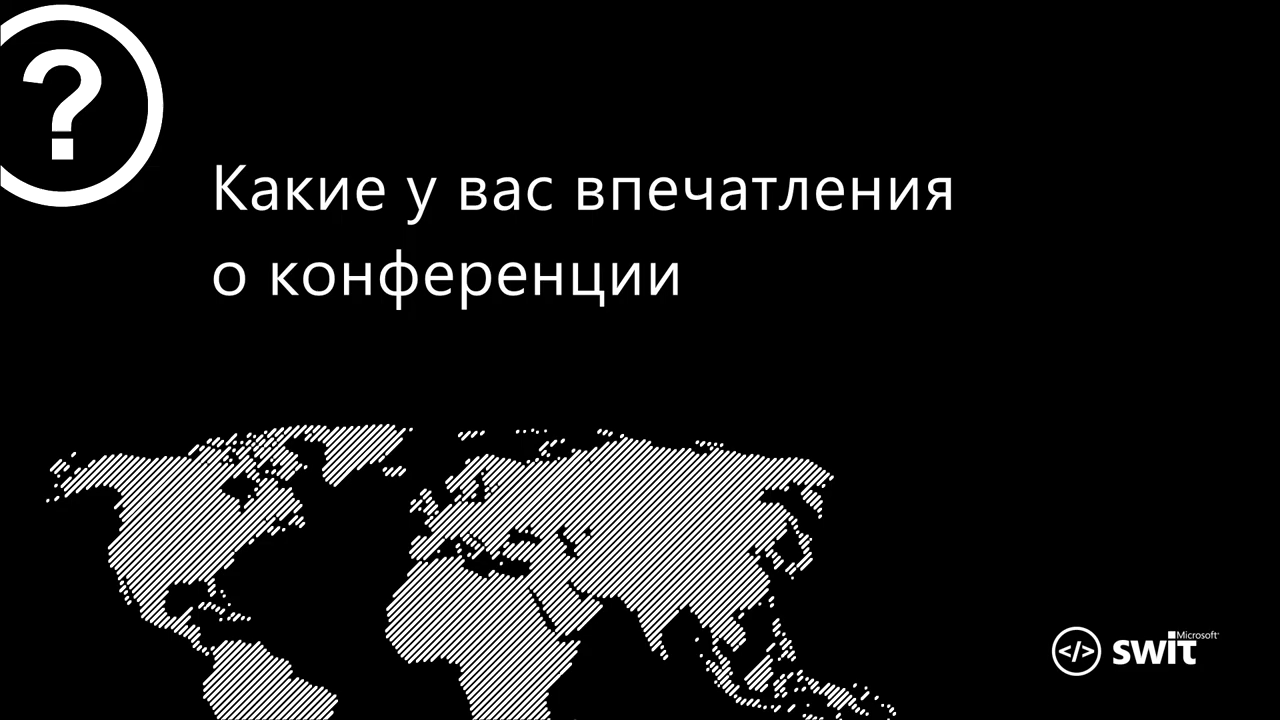 ?
Какие у вас впечатления
о конференции
</> swit Microsoft